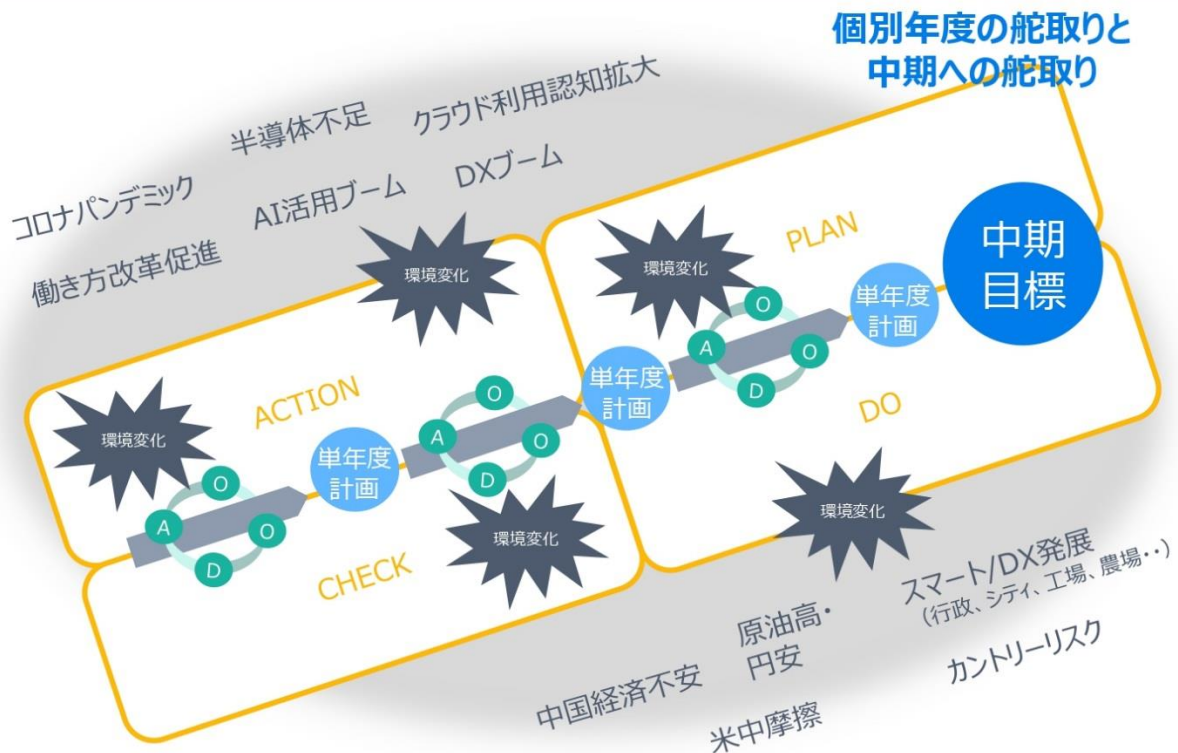 個別年度の舵取りと
中期への舵取り
半導体不足
クラウド利用認知拡大
コロナパンデミック
AI活用ブーム
DXブーム
働き方改革促進
環境変化
環境変化
PLAN
中期
目標
単年度
計画
O
A
O
D
単年度
計画
DO
ACTION
O
A
O
D
環境変化
単年度
計画
O
A
O
D
CHECK
環境変化
環境変化
スマート/DX発展
（行政、シティ、工場、農場・・）
原油高・
円安
カントリーリスク
中国経済不安
米中摩擦